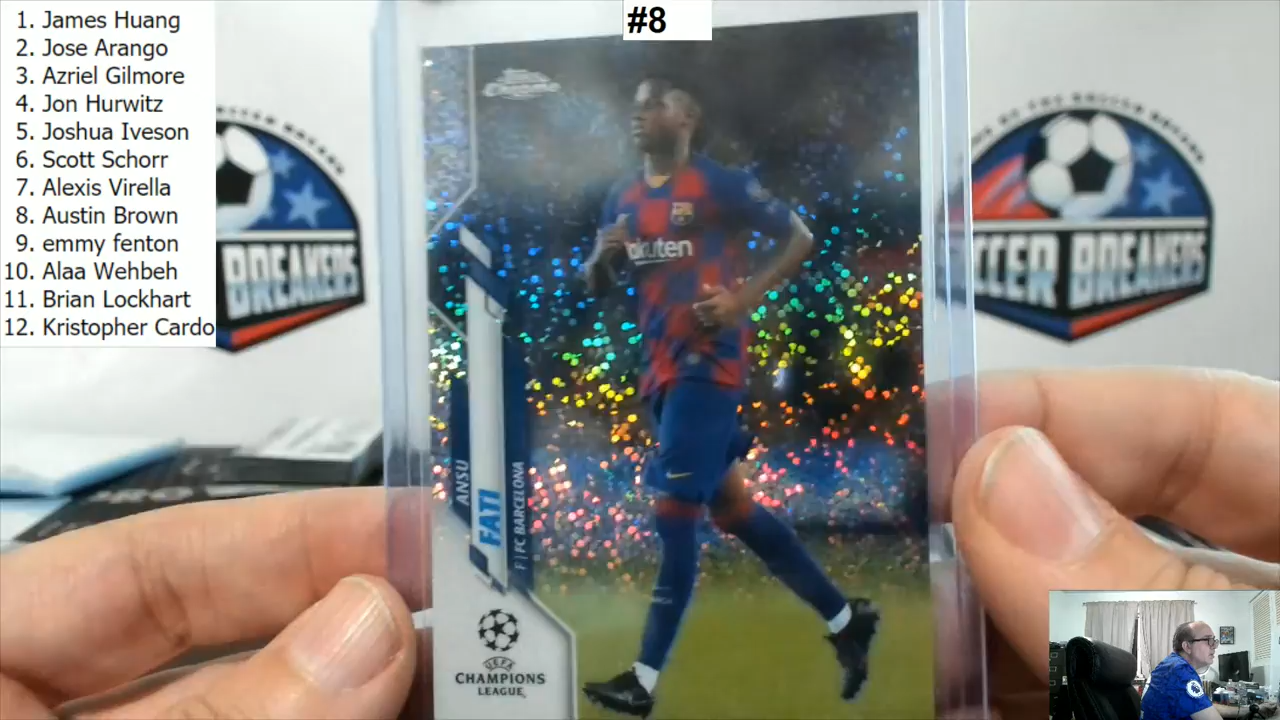 1. James Huang
2. Jose Arango
3. Azriel Gilmore
4. Jon Hurwitz
5. Joshua Iveson
6. Scott Schorr
7. Alexis Virella
8. Austin Brown
9. emmy fenton
10. Alaa Wehbeh
11. Brian Lockhart
12. Kristopher Cardo
#8
Topps
Chrome
Rakuten
ANSU
FATI
F | FC BARCELONA
UEFA
CHAMPIONS
LEAGUE
BREAKERS
CCER BREAKERS